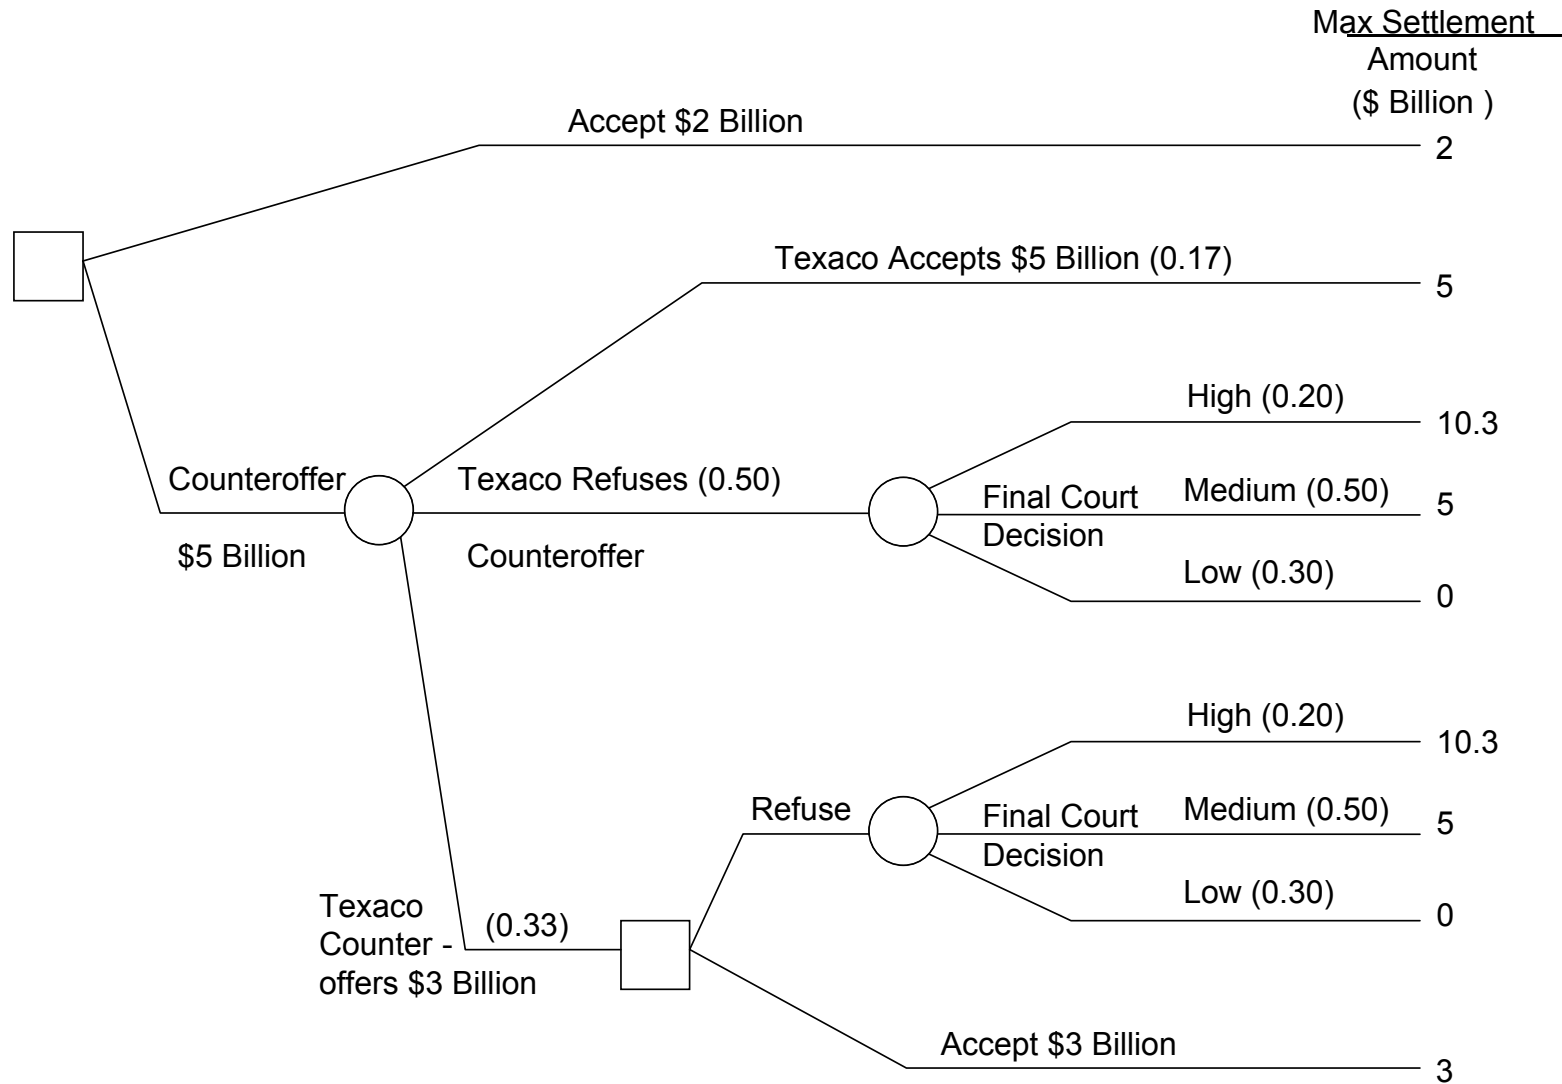 Max Settlement
Amount
($ Billion )
Accept $2 Billion
2
Texaco Accepts $5 Billion (0.17)
5
High (0.20)
10.3
Counteroffer
$5 Billion
Texaco Refuses (0.50)
Counteroffer
Final Court
Decision
Medium (0.50)
5
Low (0.30)
0
High (0.20)
10.3
Refuse
Final Court
Decision
Medium (0.50)
5
Low (0.30)
0
Texaco
Counter -
offers $3 Billion
(0.33)
Accept $3 Billion
3